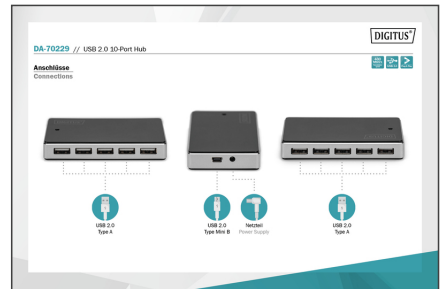 DIGITUS®
DA-70229 // USB 2.0 10-Port Hub
Anschlüsse
Connections
USB 2.0
Type A
USB 2.0
Type Mini B
Netzteil
Power Supply
USB 2.0
Type A